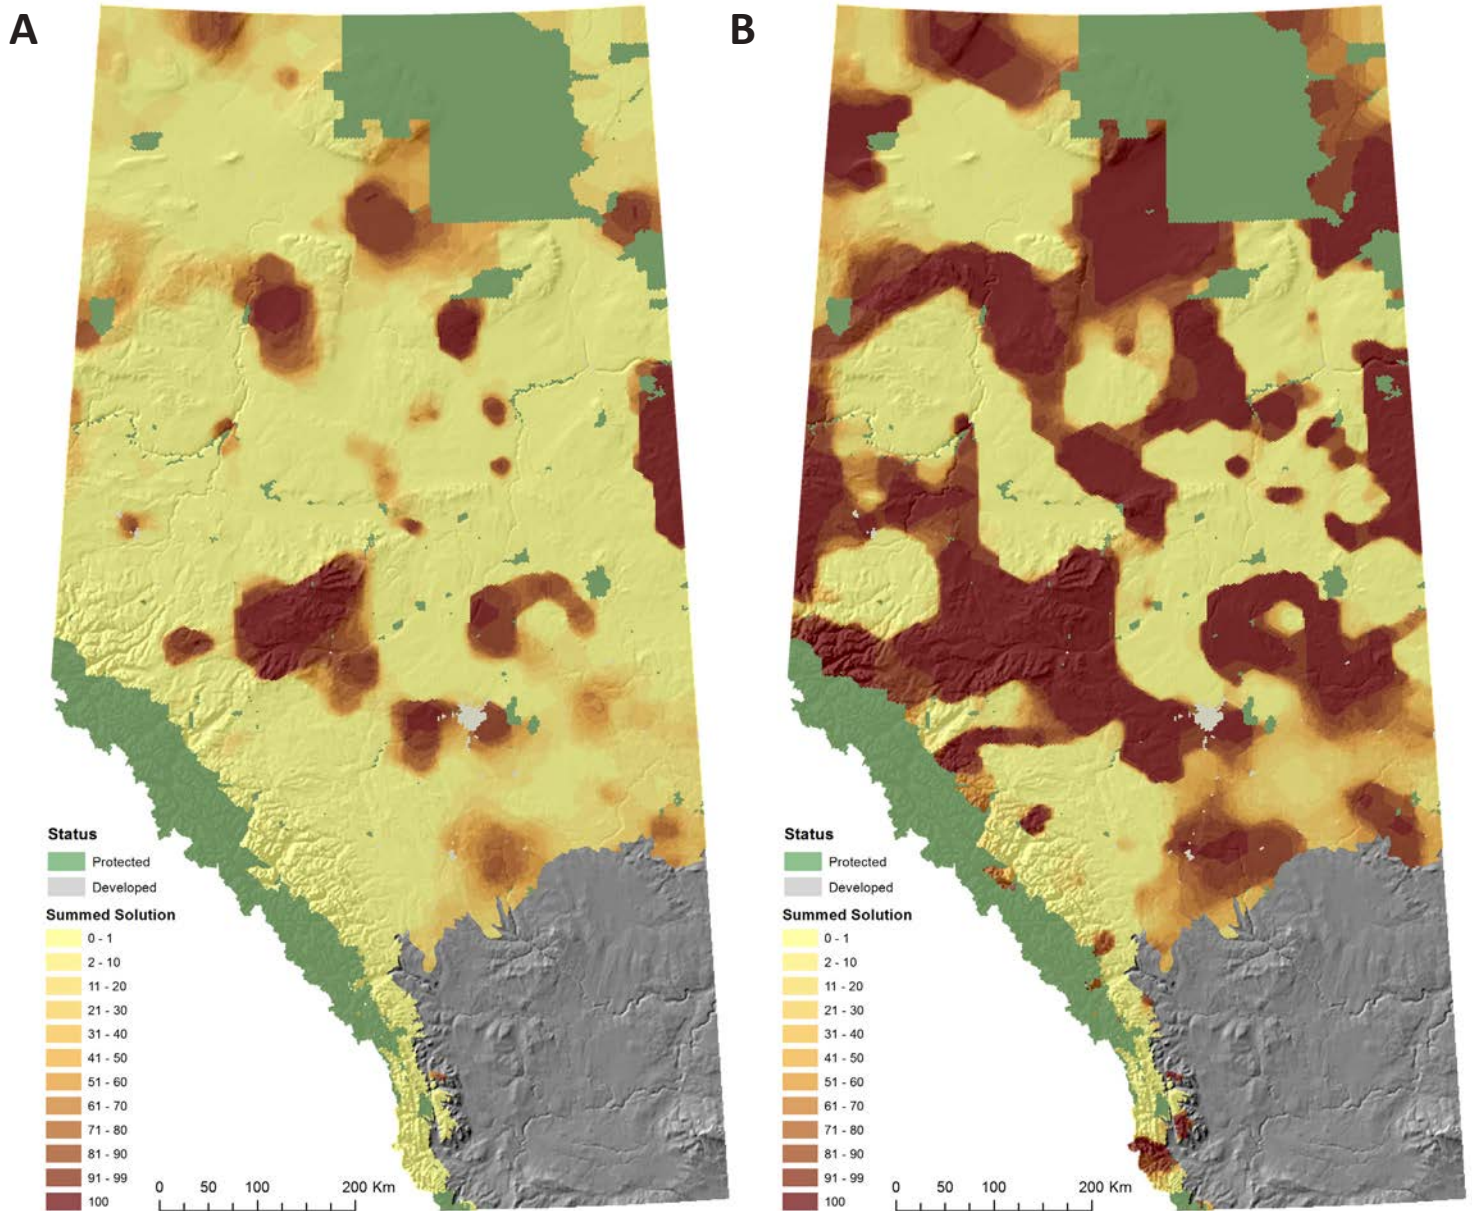 A
B
Status
Protected
Developed
Summed Solution
0 - 1
2 - 10
11 - 20
21 - 30
31 - 40
41 - 50
51 - 60
61 - 70
71 - 80
81 - 90
91 - 99
100
0 50 100 200 Km
Status
Protected
Developed
Summed Solution
0 - 1
2 - 10
11 - 20
21 - 30
31 - 40
41 - 50
51 - 60
61 - 70
71 - 80
81 - 90
91 - 99
100
0 50 100 200 Km